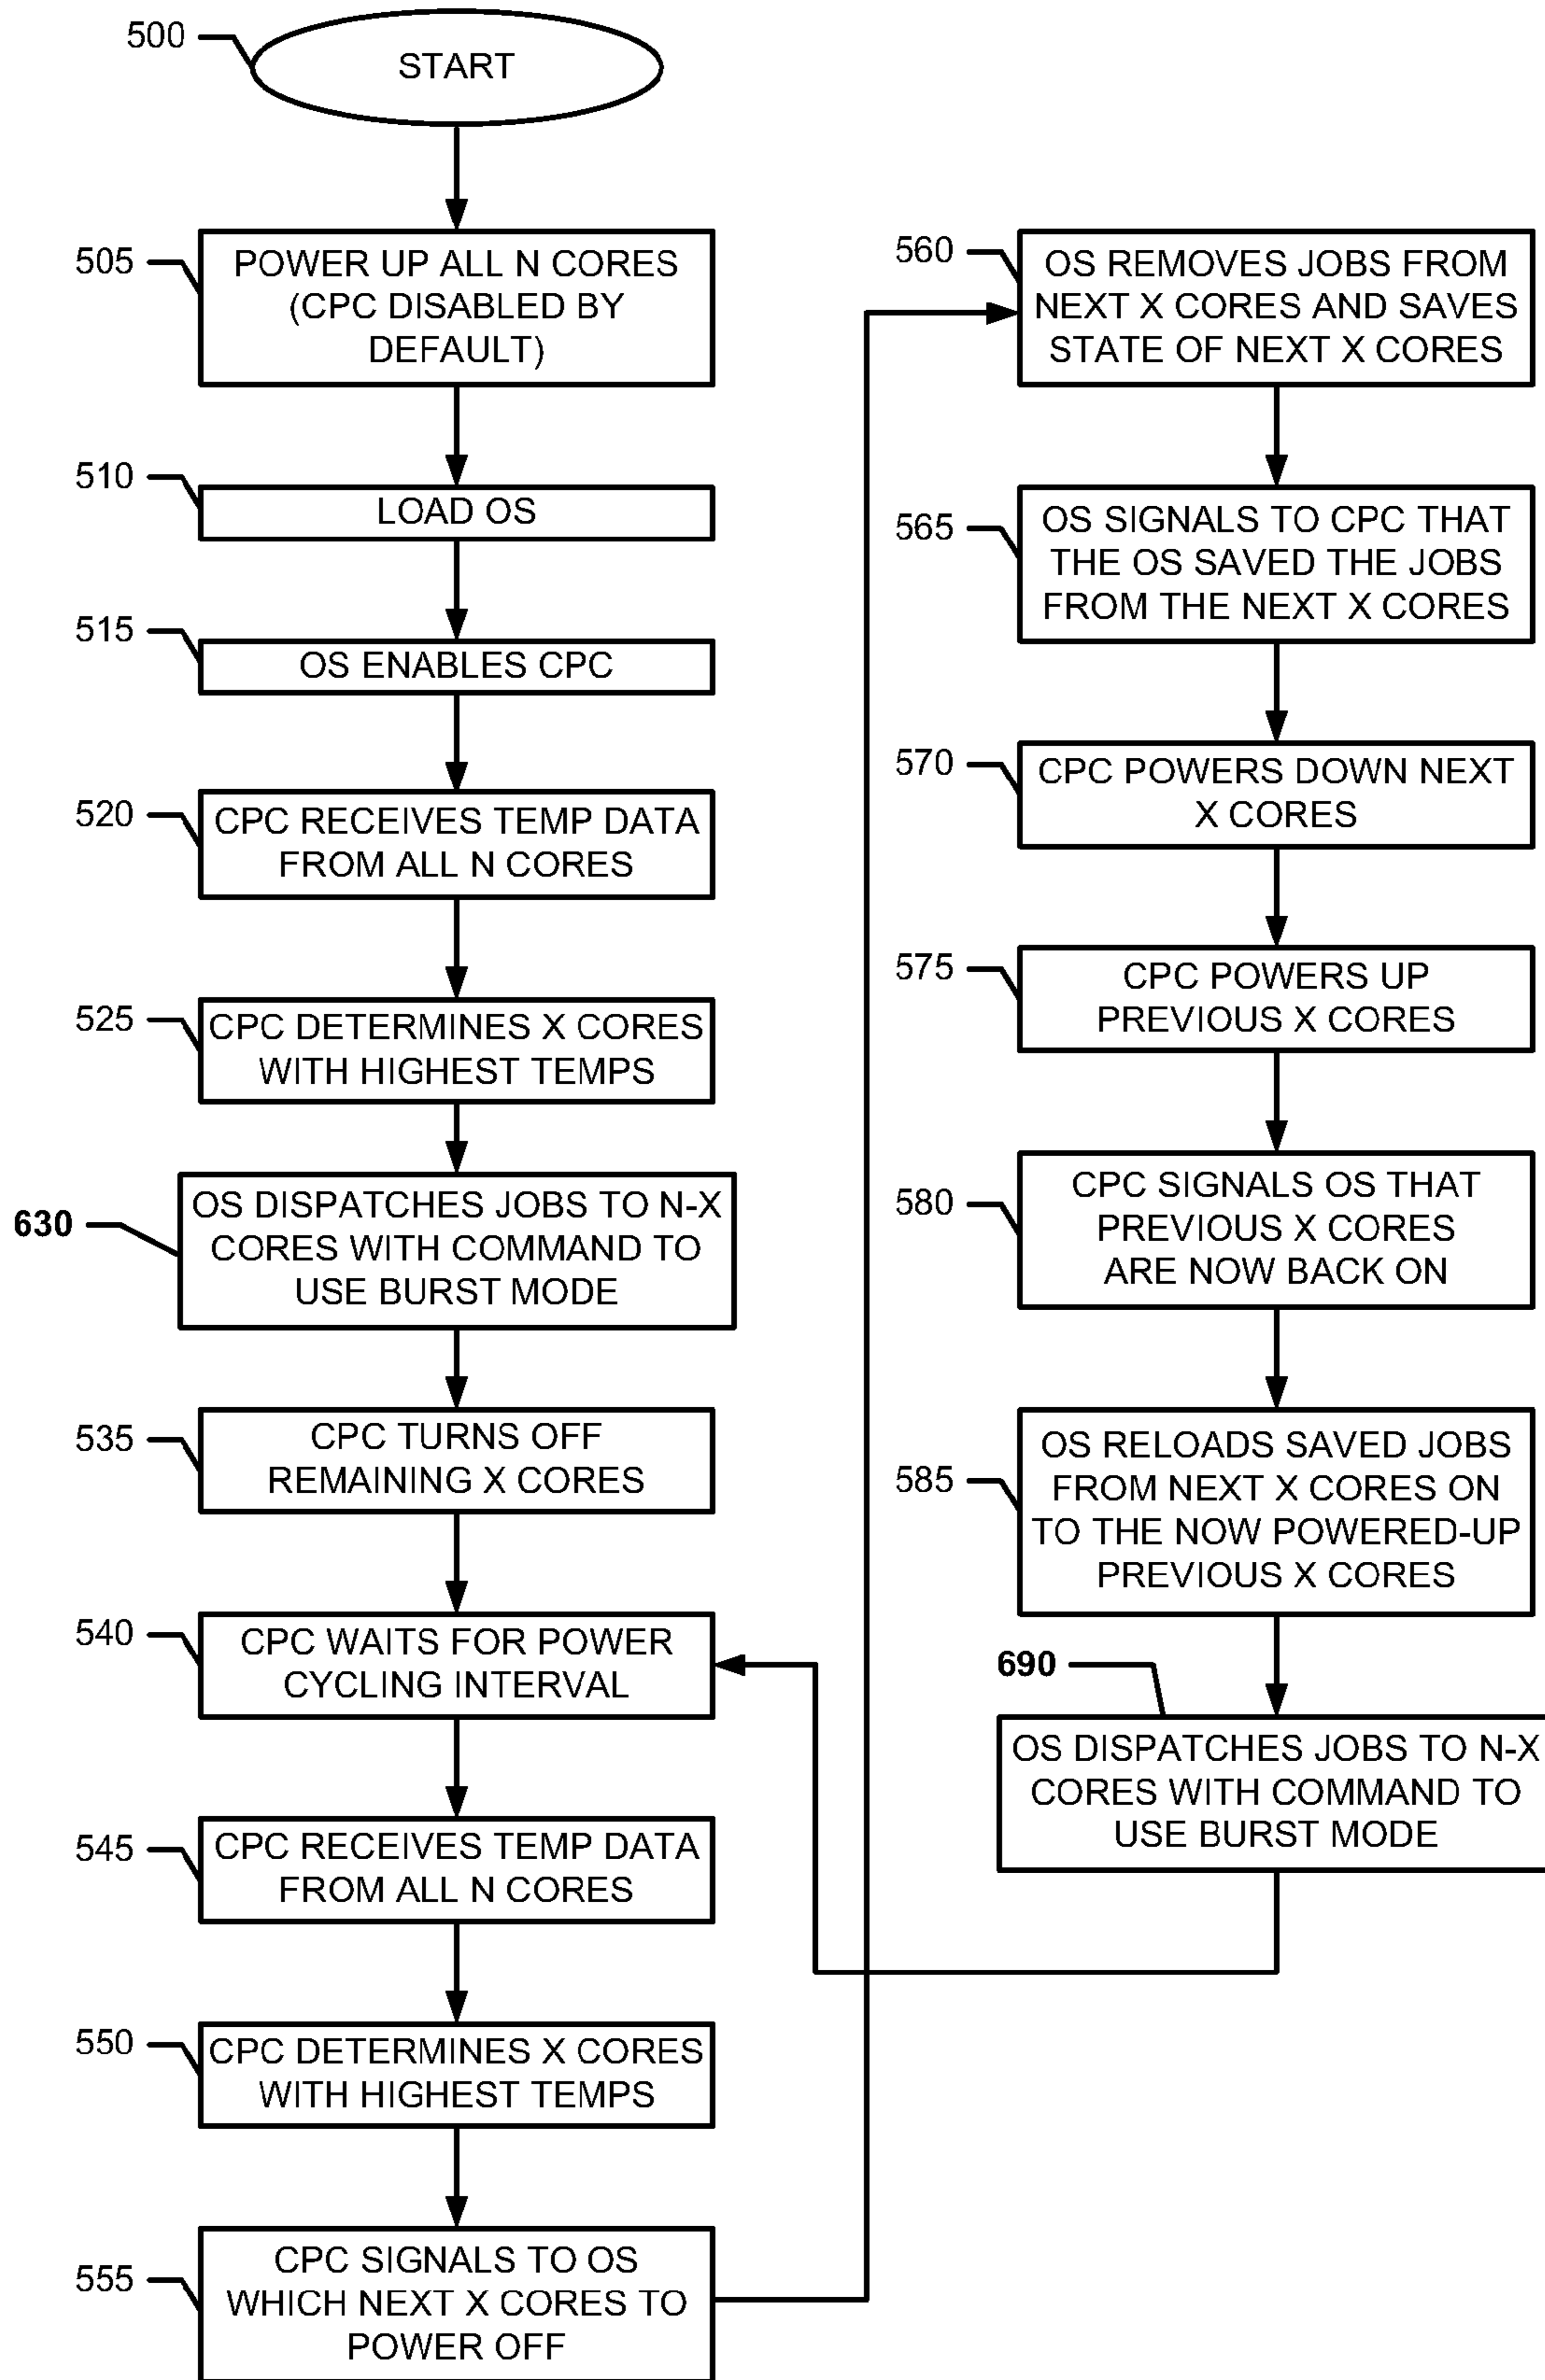 500
START
505
POWER UP ALL N CORES
(CPC DISABLED BY
DEFAULT)
510
LOAD OS
515
OS ENABLES CPC
520
CPC RECEIVES TEMP DATA
FROM ALL N CORES
525
CPC DETERMINES X CORES
WITH HIGHEST TEMPS
630
OS DISPATCHES JOBS TO N-X
CORES WITH COMMAND TO
USE BURST MODE
535
CPC TURNS OFF
REMAINING X CORES
540
CPC WAITS FOR POWER
CYCLING INTERVAL
545
CPC RECEIVES TEMP DATA
FROM ALL N CORES
550
CPC DETERMINES X CORES
WITH HIGHEST TEMPS
555
CPC SIGNALS TO OS
WHICH NEXT X CORES TO
POWER OFF
560
OS REMOVES JOBS FROM
NEXT X CORES AND SAVES
STATE OF NEXT X CORES
565
OS SIGNALS TO CPC THAT
THE OS SAVED THE JOBS
FROM THE NEXT X CORES
570
CPC POWERS DOWN NEXT
X CORES
575
CPC POWERS UP
PREVIOUS X CORES
580
CPC SIGNALS OS THAT
PREVIOUS X CORES
ARE NOW BACK ON
585
OS RELOADS SAVED JOBS
FROM NEXT X CORES ON
TO THE NOW POWERED-UP
PREVIOUS X CORES
690
OS DISPATCHES JOBS TO N-X
CORES WITH COMMAND TO
USE BURST MODE